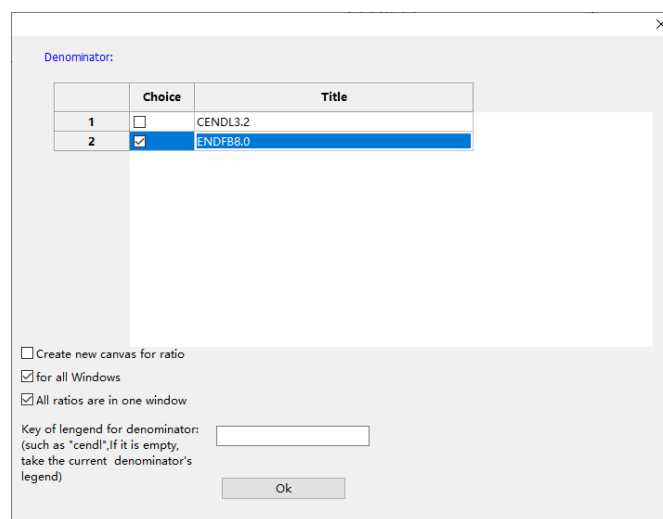 Denominator:
Choice Title
1 CENDL3.2
2 ENDFB8.0
Create new canvas for ratio
for all Windows
All ratios are in one window
Key of lengend for denominator:
(such as "cendl",If it is empty,
take the current denominator's
legend)
Ok